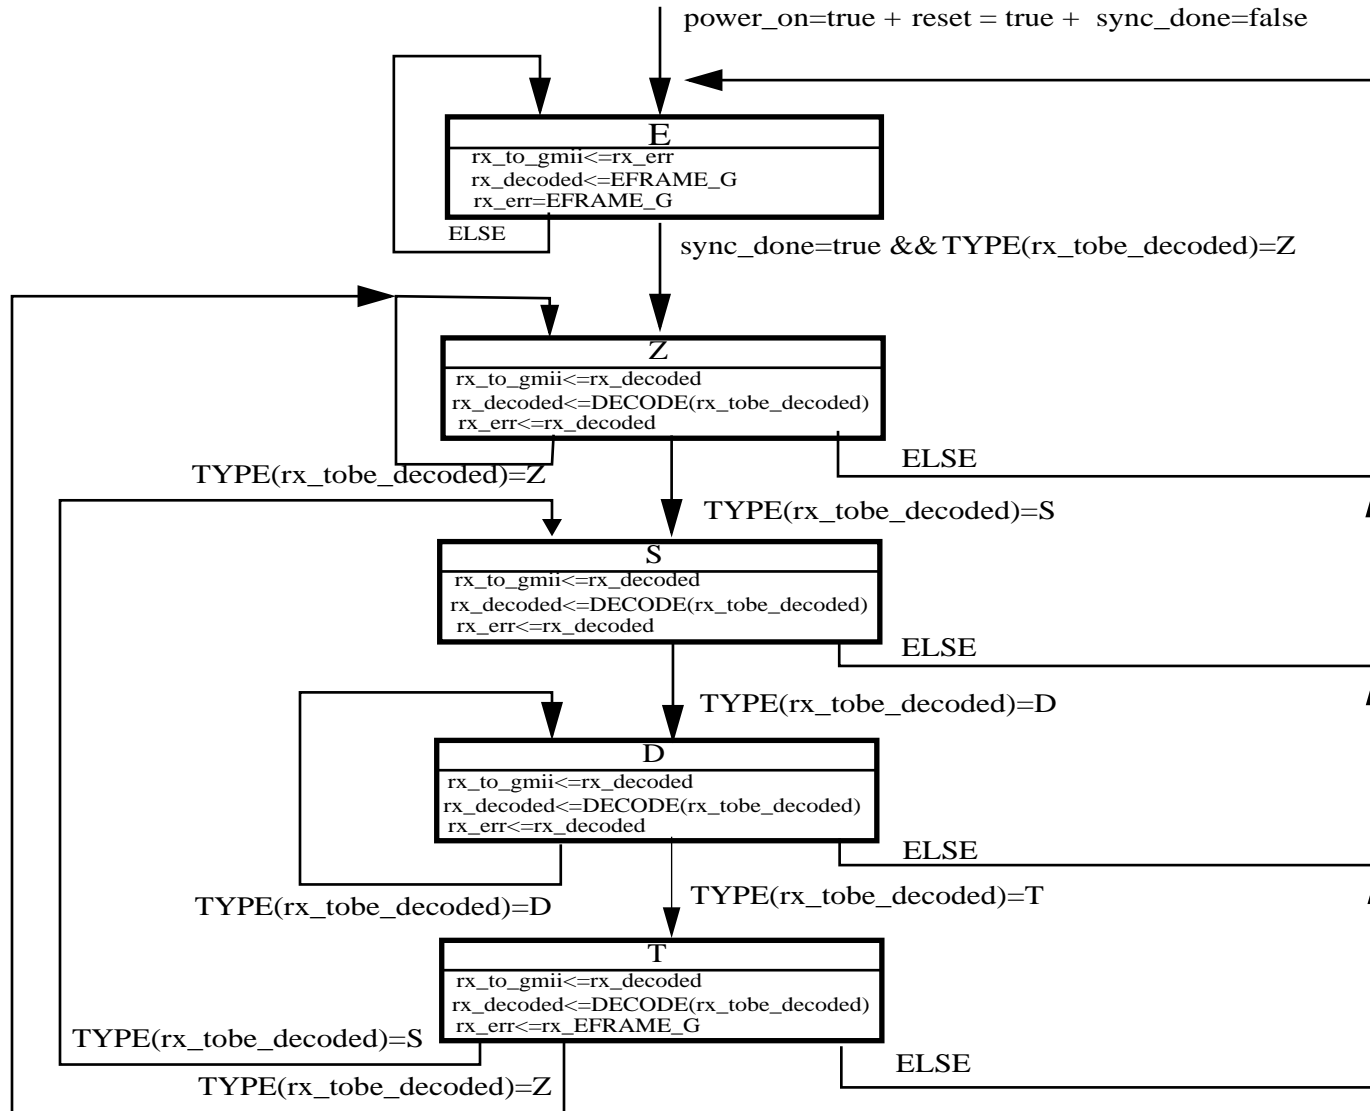 power_on=true + reset = true + sync_done=false
E
rx_to_gmii<=rx_err
rx_decoded<=EFRAME_G
rx_err=EFRAME_G
ELSE
sync_done=true && TYPE(rx_tobe_decoded)=Z
Z
rx_to_gmii<=rx_decoded
rx_decoded<=DECODE(rx_tobe_decoded)
rx_err<=rx_decoded
ELSE
TYPE(rx_tobe_decoded)=Z
TYPE(rx_tobe_decoded)=S
S
rx_to_gmii<=rx_decoded
rx_decoded<=DECODE(rx_tobe_decoded)
rx_err<=rx_decoded
ELSE
TYPE(rx_tobe_decoded)=D
D
rx_to_gmii<=rx_decoded
rx_decoded<=DECODE(rx_tobe_decoded)
rx_err<=rx_decoded
ELSE
TYPE(rx_tobe_decoded)=D
TYPE(rx_tobe_decoded)=T
T
rx_to_gmii<=rx_decoded
rx_decoded<=DECODE(rx_tobe_decoded)
rx_err<=rx_EFRAME_G
TYPE(rx_tobe_decoded)=S
ELSE
TYPE(rx_tobe_decoded)=Z